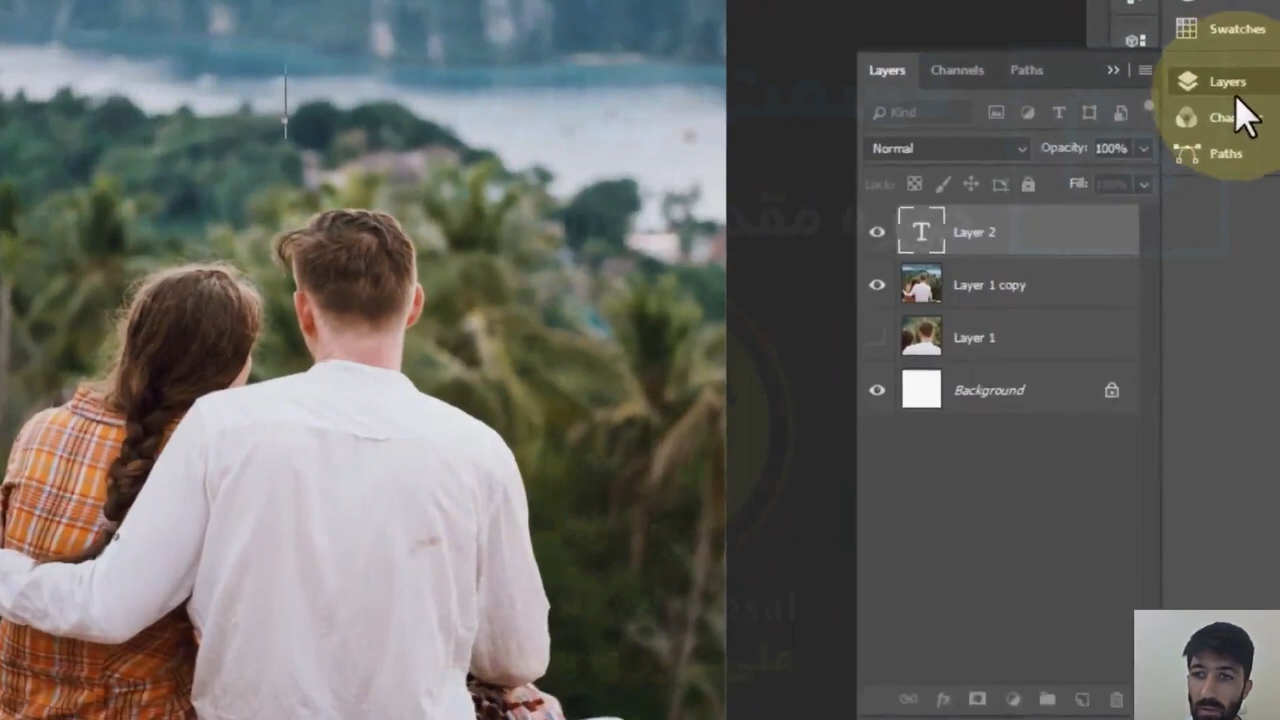 Swatches
Layers Channels Paths
Layers
Kind
Cha
Normal Opacity: 100%
Paths
Lock: Fill: 100%
T Layer 2
Layer 1 copy
Layer 1
Background